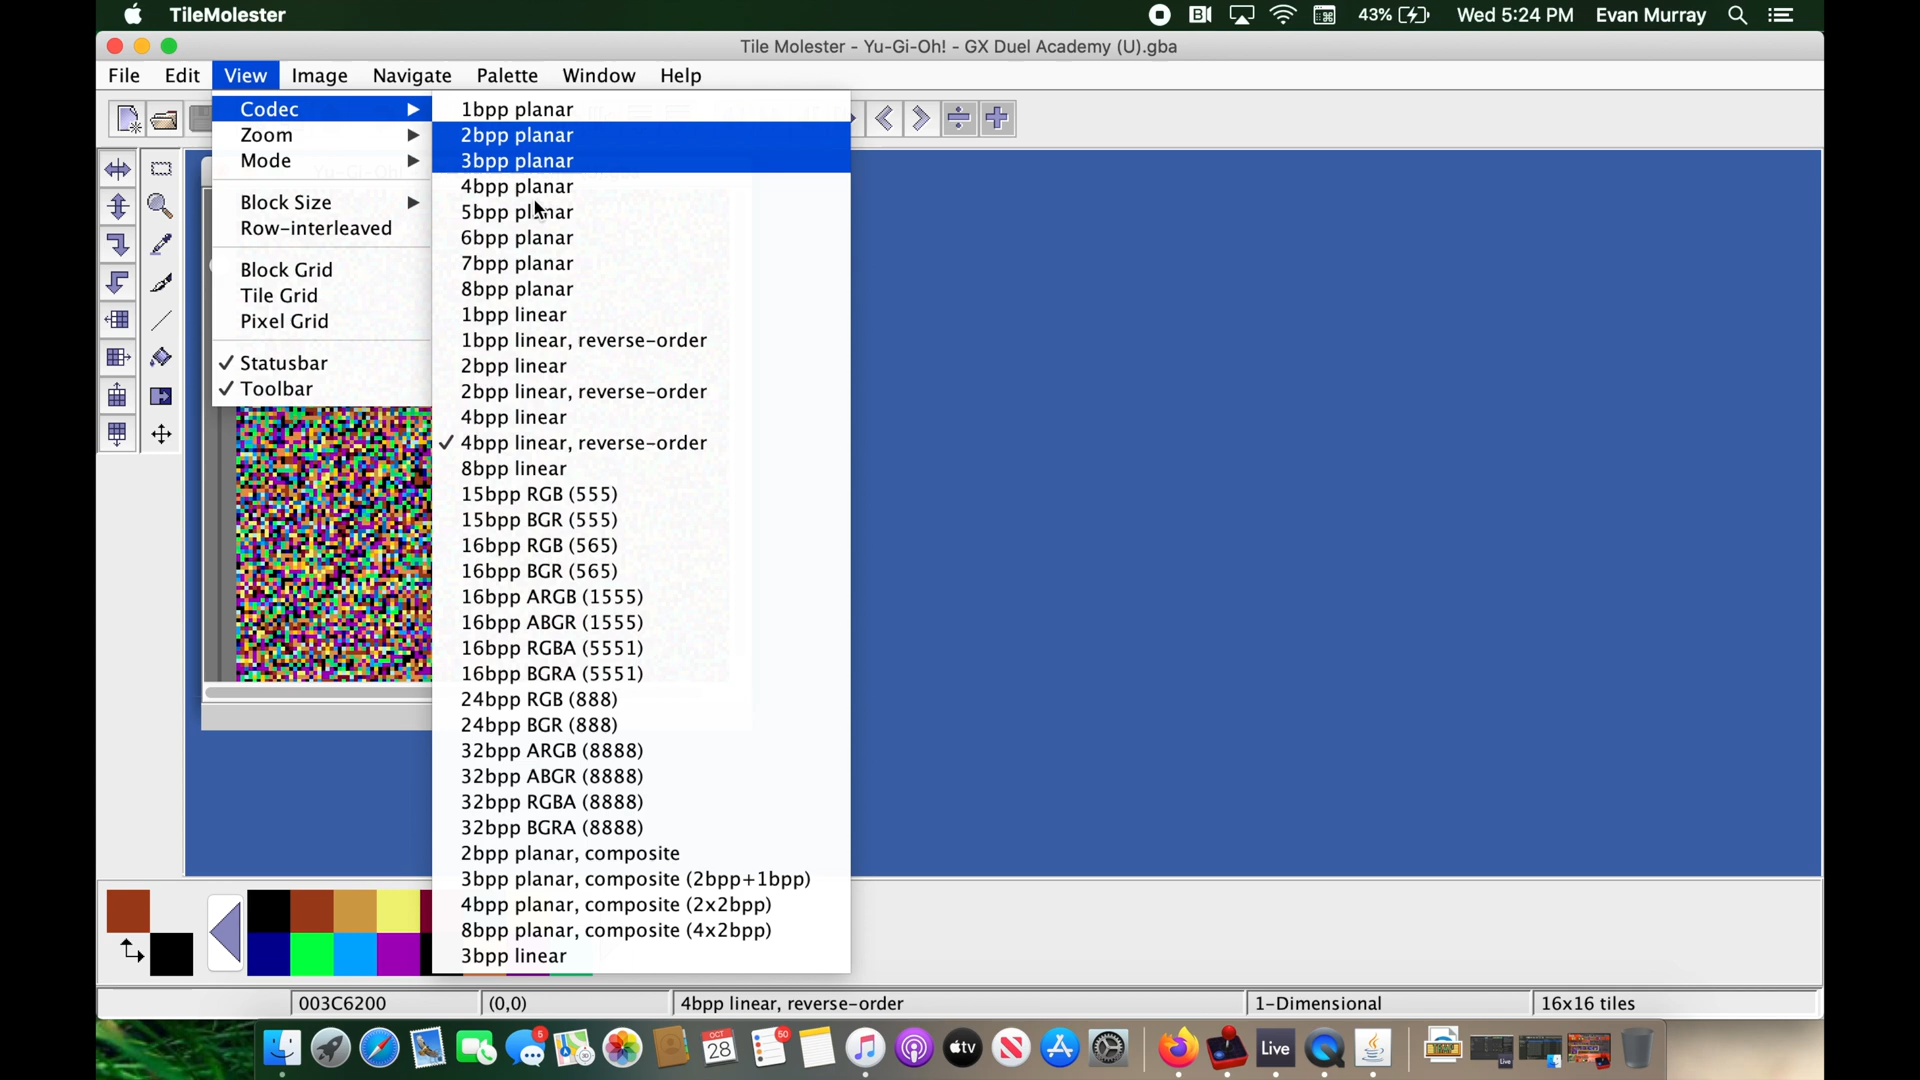 TileMolester
43%
Wed 5:24 PM
Evan Murray
Tile Molester - Yu-Gi-Oh! - GX Duel Academy (U).gba
File Edit View Image Navigate Palette Window Help
Codec
Zoom
Mode
Block Size
Row-interleaved
Block Grid
Tile Grid
Pixel Grid
✓ Statusbar
✓ Toolbar
1bpp planar
2bpp planar
3bpp planar
4bpp planar
5bpp planar
6bpp planar
7bpp planar
8bpp planar
1bpp linear
1bpp linear, reverse-order
2bpp linear
2bpp linear, reverse-order
4bpp linear
✓ 4bpp linear, reverse-order
8bpp linear
15bpp RGB (555)
15bpp BGR (555)
16bpp RGB (565)
16bpp BGR (565)
16bpp ARGB (1555)
16bpp ABGR (1555)
16bpp RGBA (5551)
16bpp BGRA (5551)
24bpp RGB (888)
24bpp BGR (888)
32bpp ARGB (8888)
32bpp ABGR (8888)
32bpp RGBA (8888)
32bpp BGRA (8888)
2bpp planar, composite
3bpp planar, composite (2bpp+1bpp)
4bpp planar, composite (2x2bpp)
8bpp planar, composite (4x2bpp)
3bpp linear
003C6200
(0,0)
4bpp linear, reverse-order
1-Dimensional
16x16 tiles
5
OCT
28
60
tv
Live